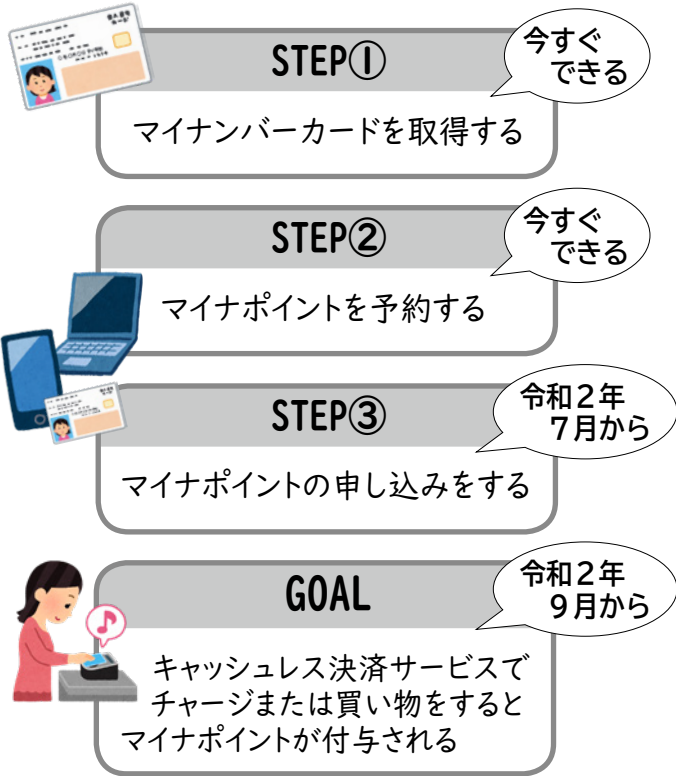 STEP①
今すぐ
できる
マイナンバーカードを取得する
STEP②
今すぐ
できる
マイナポイントを予約する
STEP③
令和2年
7月から
マイナポイントの申し込みをする
GOAL
令和2年
9月から
キャッシュレス決済サービスで
チャージまたは買い物をすると
マイナポイントが付与される